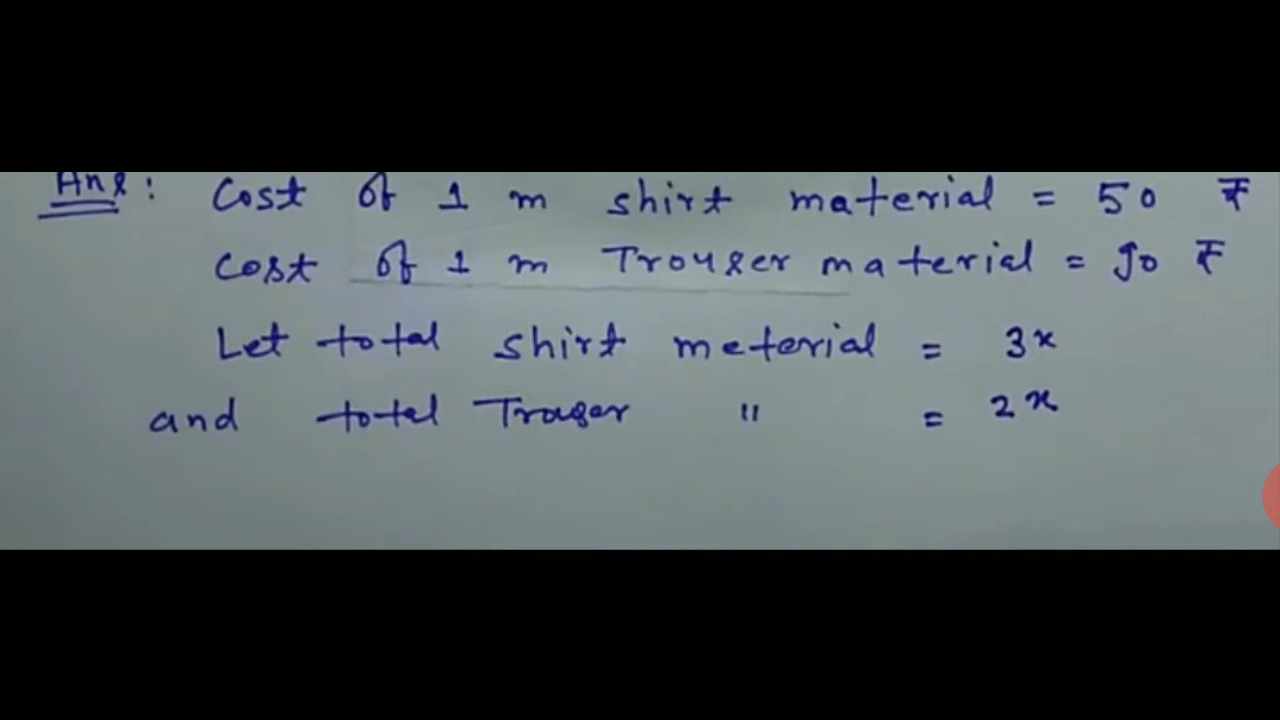 Ans: Cost of 1 m shirt material = 50 ₹
Cost of 1 m Trouser material = 90 ₹
Let total shirt meterial = 3x
and total Trouser " = 2x